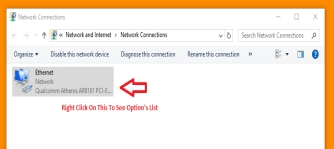 Network Connections
« Network and Internet › Network Connections
Search Network Connections
Organize Disable this network device Diagnose this connection Rename this connection »
Ethernet
Network
Qualcomm Atheros AR8161 PCI-E...
Right Click On This To See Option's List